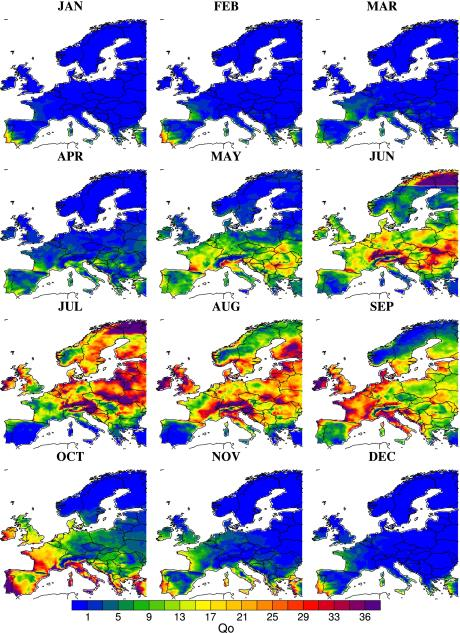 JAN FEB MAR
APR MAY JUN
JUL AUG SEP
OCT NOV DEC
1 5 9 13 17 21 25 29 33 36
Qo